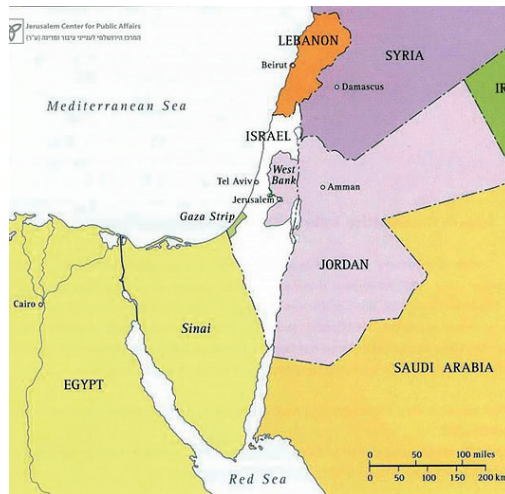 Jerusalem Center for Public Affairs
המרכז הירושלמי לענייני ציבור ומדינה (ע"ר)
LEBANON
Beirut
SYRIA
Damascus
IR
Mediterranean Sea
ISRAEL
West
Bank
Tel Aviv
Jerusalem
Amman
Gaza Strip
JORDAN
Cairo
Sinai
EGYPT
SAUDI ARABIA
Red Sea
0 50 100 miles
0 50 100 150 200 km